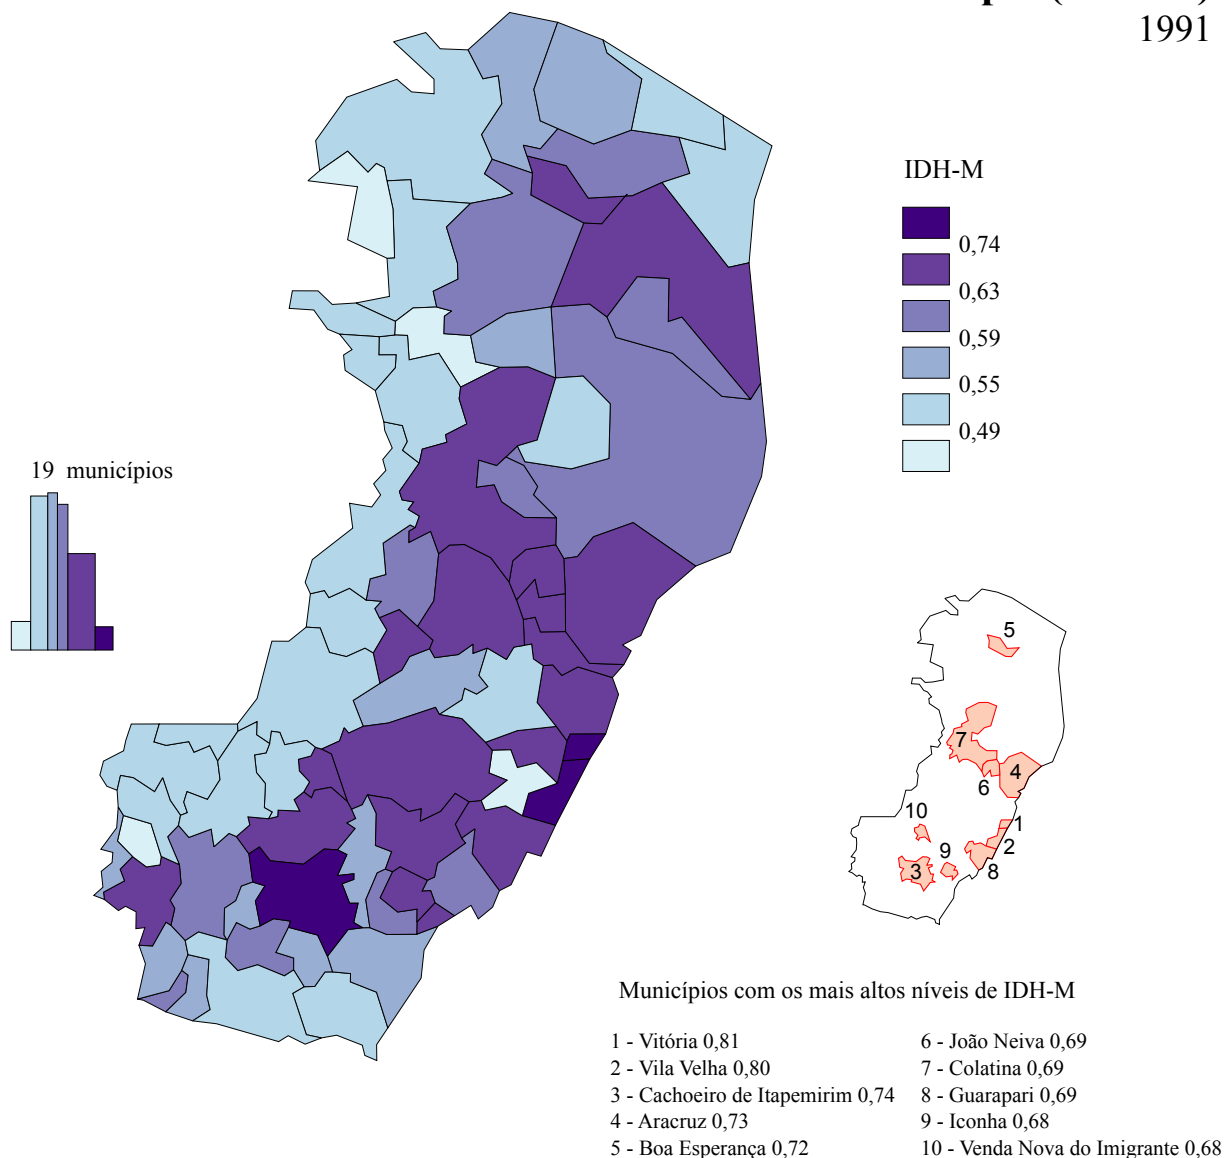 1991
IDH-M
0,74
0,63
0,59
0,55
0,49
19 municípios
5
7
4
6
10
1
9
2
3
8
Municípios com os mais altos níveis de IDH-M
1 - Vitória 0,81
2 - Vila Velha 0,80
3 - Cachoeiro de Itapemirim 0,74
4 - Aracruz 0,73
5 - Boa Esperança 0,72
6 - João Neiva 0,69
7 - Colatina 0,69
8 - Guarapari 0,69
9 - Iconha 0,68
10 - Venda Nova do Imigrante 0,68